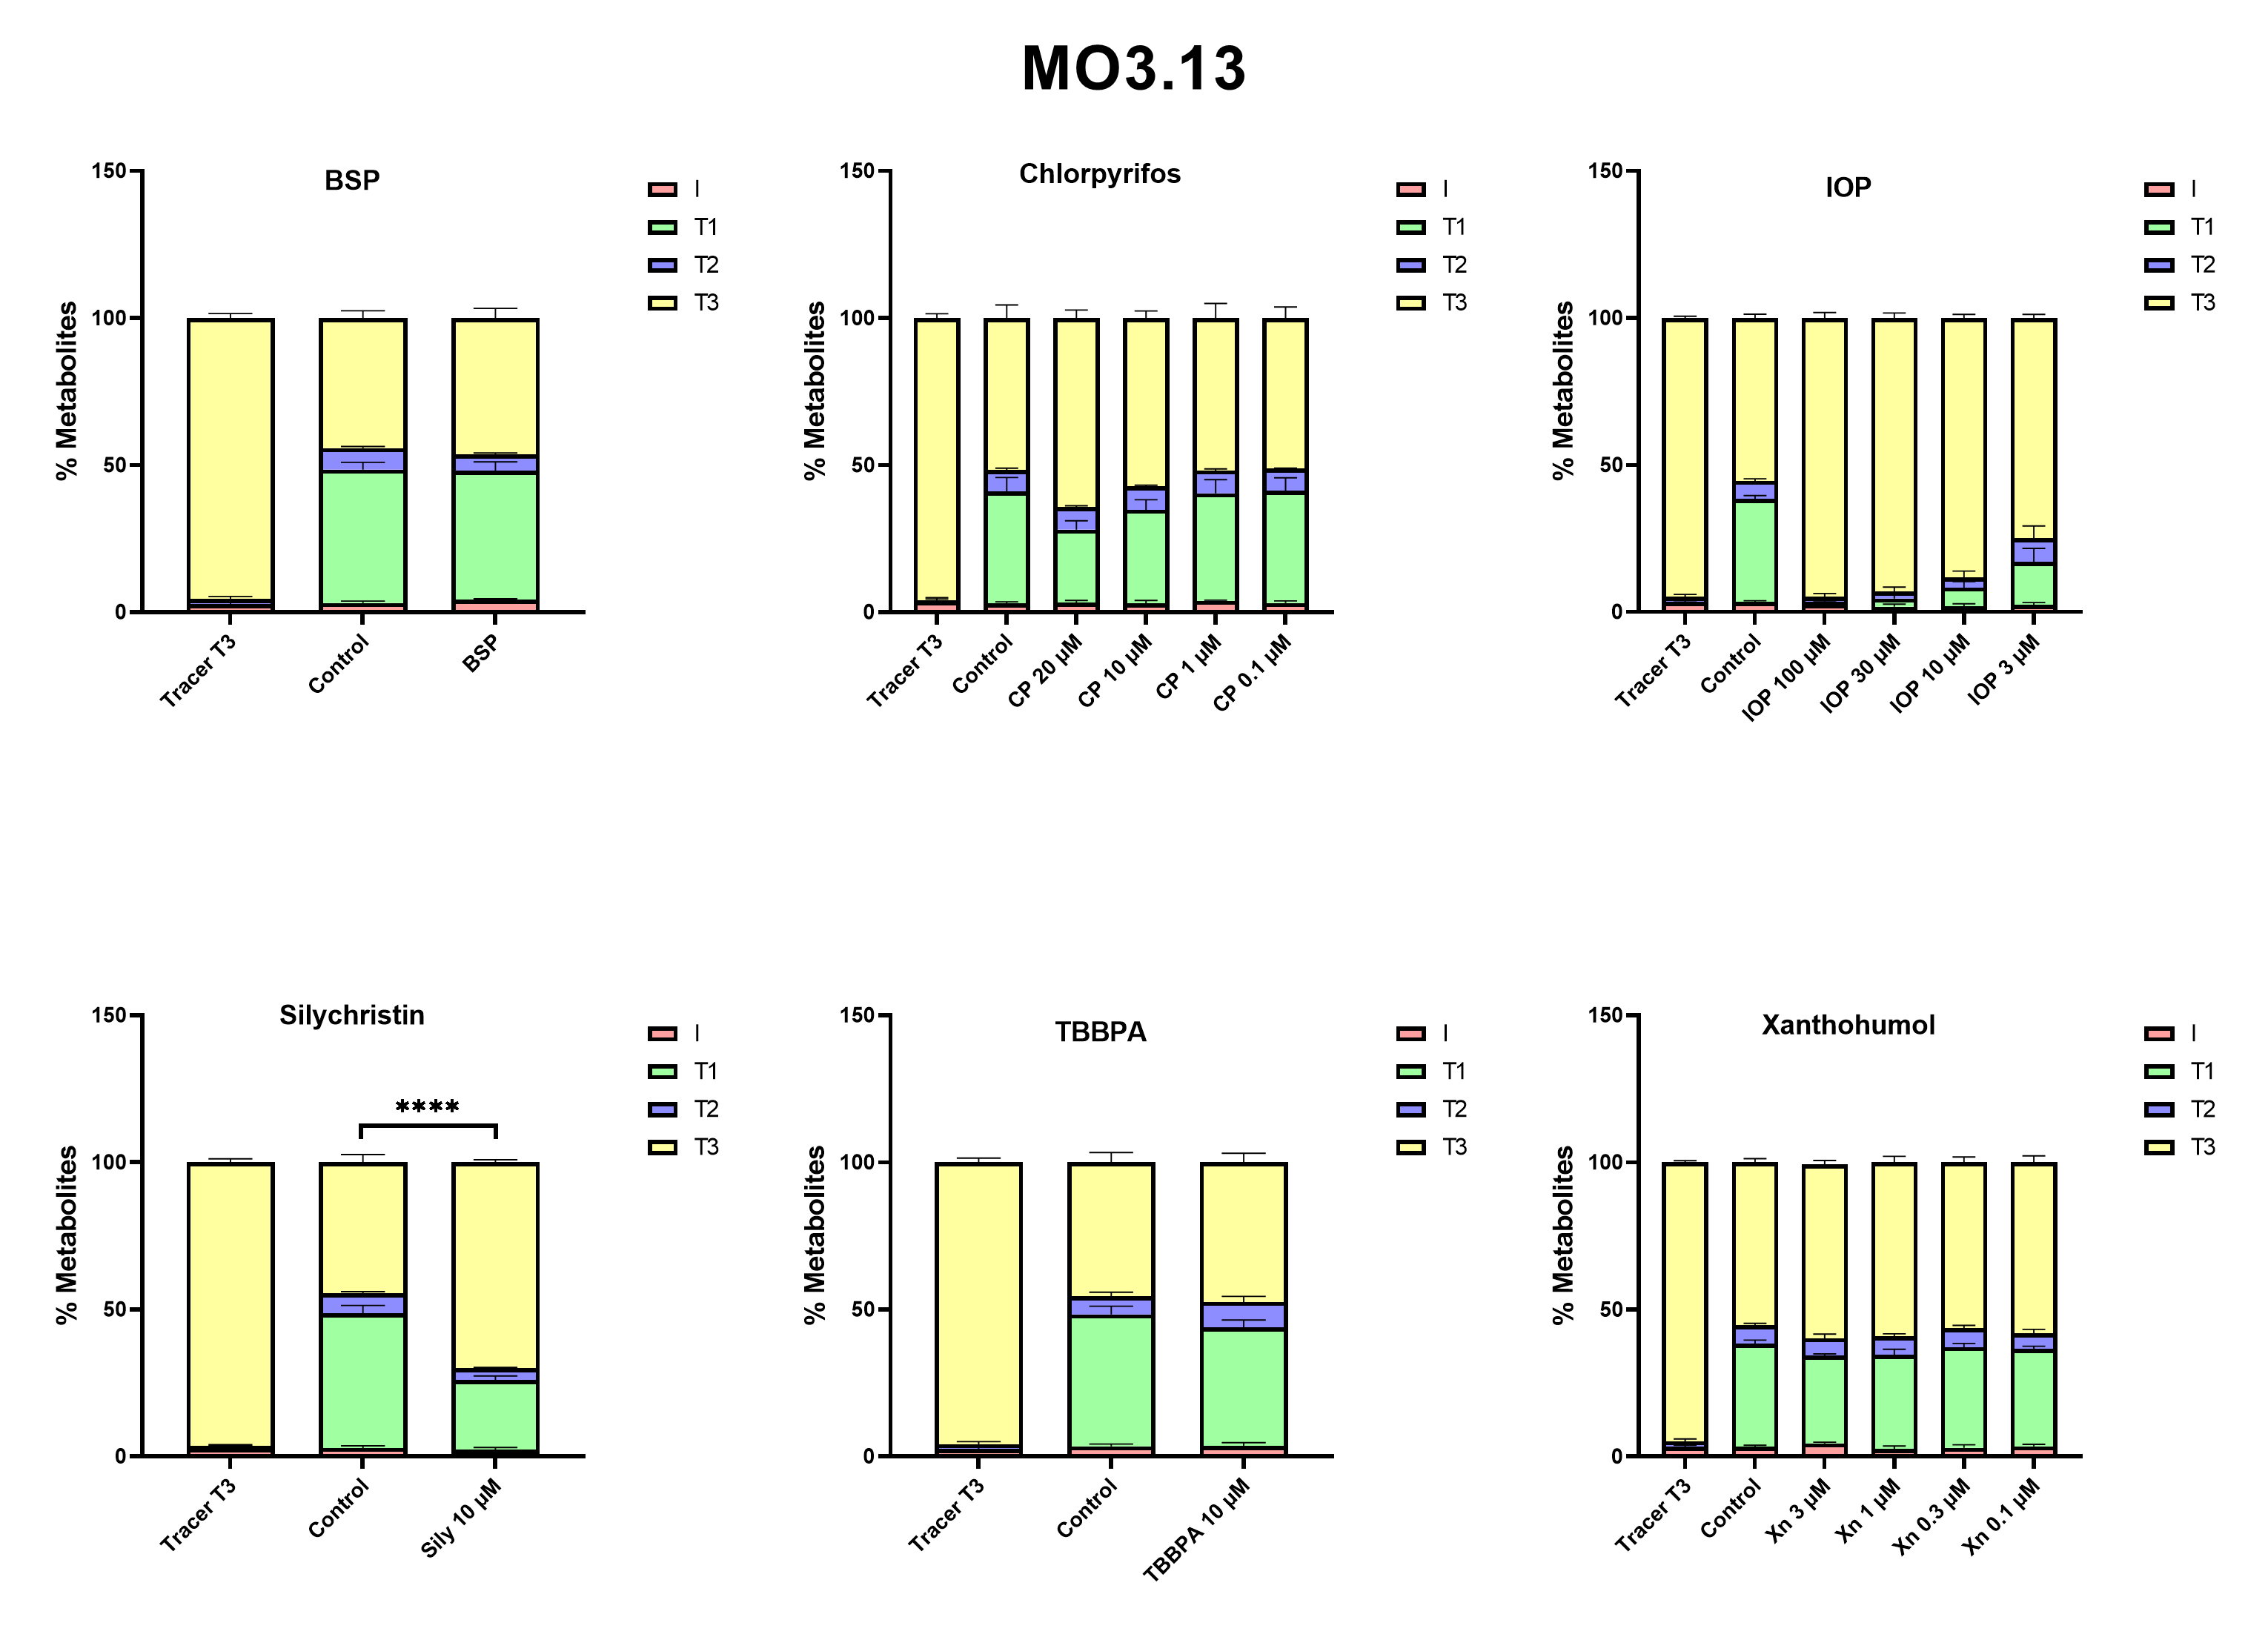 MO3.13
BSP
% Metabolites
150
100
50
0
Tracer T3
Control
BSP
I
T1
T2
T3
Chlorpyrifos
% Metabolites
150
100
50
0
Tracer T3
Control
CP 20 µM
CP 10 µM
CP 1 µM
CP 0.1 µM
I
T1
T2
T3
IOP
% Metabolites
150
100
50
0
Tracer T3
Control
IOP 100 µM
IOP 30 µM
IOP 10 µM
IOP 3 µM
I
T1
T2
T3
Silychristin
% Metabolites
150
100
50
0
****
Tracer T3
Control
Sily 10 µM
I
T1
T2
T3
TBBPA
% Metabolites
150
100
50
0
Tracer T3
Control
TBBPA 10 µM
I
T1
T2
T3
Xanthohumol
% Metabolites
150
100
50
0
Tracer T3
Control
Xn 3 µM
Xn 1 µM
Xn 0.3 µM
Xn 0.1 µM
I
T1
T2
T3